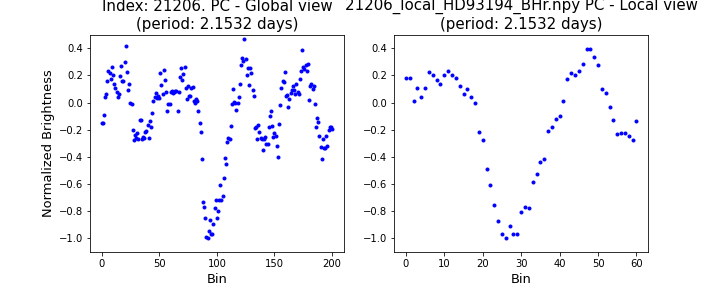 Index: 21206. PC - Global view
(period: 2.1532 days)
21206_local_HD93194_BHr.npy PC - Local view
(period: 2.1532 days)
Normalized Brightness
0.4
0.2
0.0
−0.2
−0.4
−0.6
−0.8
−1.0
0 50 100 150 200
Bin
0.4
0.2
0.0
−0.2
−0.4
−0.6
−0.8
−1.0
0 10 20 30 40 50 60
Bin